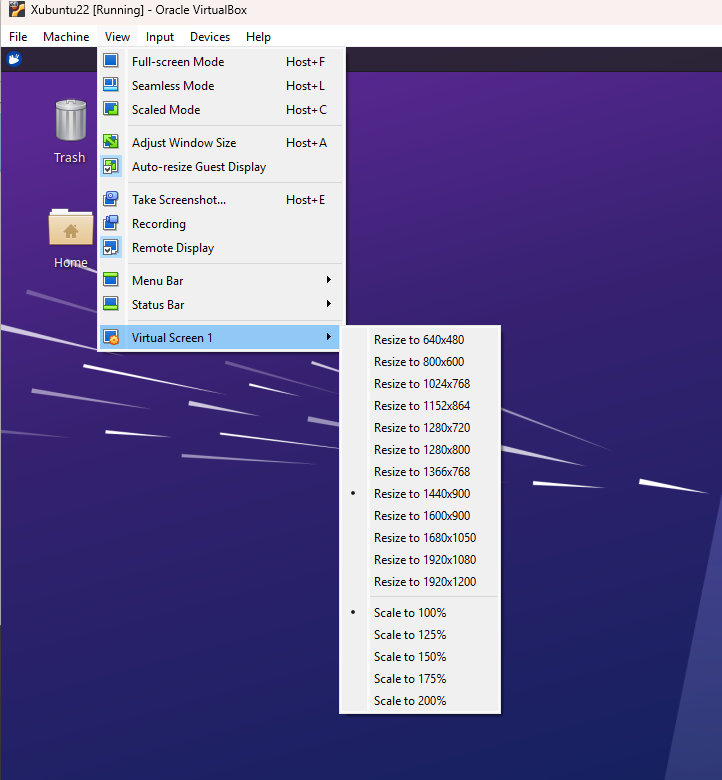 Xubuntu22 [Running] - Oracle VirtualBox
File Machine View Input Devices Help
Full-screen Mode Host+F
Seamless Mode Host+L
Scaled Mode Host+C
Adjust Window Size Host+A
Auto-resize Guest Display
Take Screenshot... Host+E
Recording
Remote Display
Menu Bar
Status Bar
Virtual Screen 1
Trash
Home
Resize to 640x480
Resize to 800x600
Resize to 1024x768
Resize to 1152x864
Resize to 1280x720
Resize to 1280x800
Resize to 1366x768
Resize to 1440x900
Resize to 1600x900
Resize to 1680x1050
Resize to 1920x1080
Resize to 1920x1200
Scale to 100%
Scale to 125%
Scale to 150%
Scale to 175%
Scale to 200%